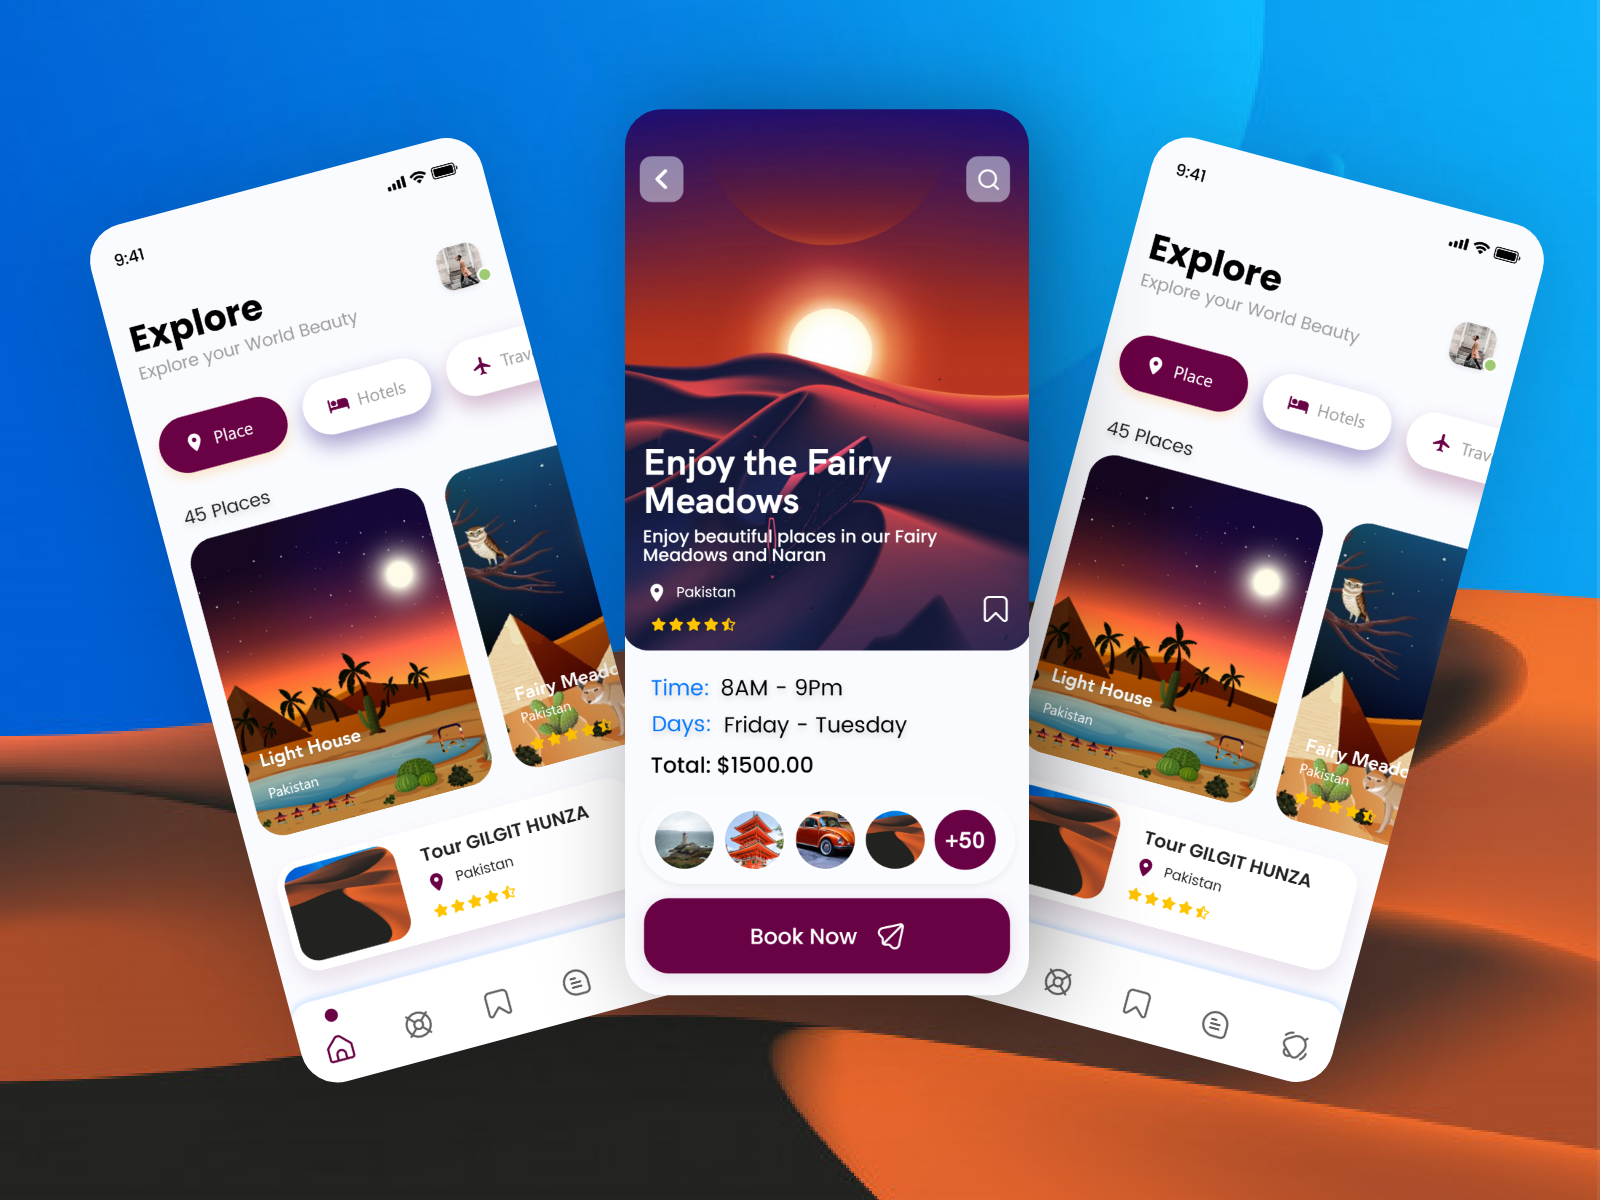 9:41
Explore
Explore your World Beauty
Place
Hotels
Trav
45 Places
Light House
Pakistan
Fairy Meado
Pakistan
Tour GILGIT HUNZA
Pakistan
Enjoy the Fairy
Meadows
Enjoy beautiful places in our Fairy
Meadows and Naran
Pakistan
Time: 8AM - 9Pm
Days: Friday - Tuesday
Total: $1500.00
+50
Book Now
9:41
Explore
Explore your World Beauty
Place
Hotels
Trav
45 Places
Light House
Pakistan
Fairy Meado
Pakistan
Tour GILGIT HUNZA
Pakistan